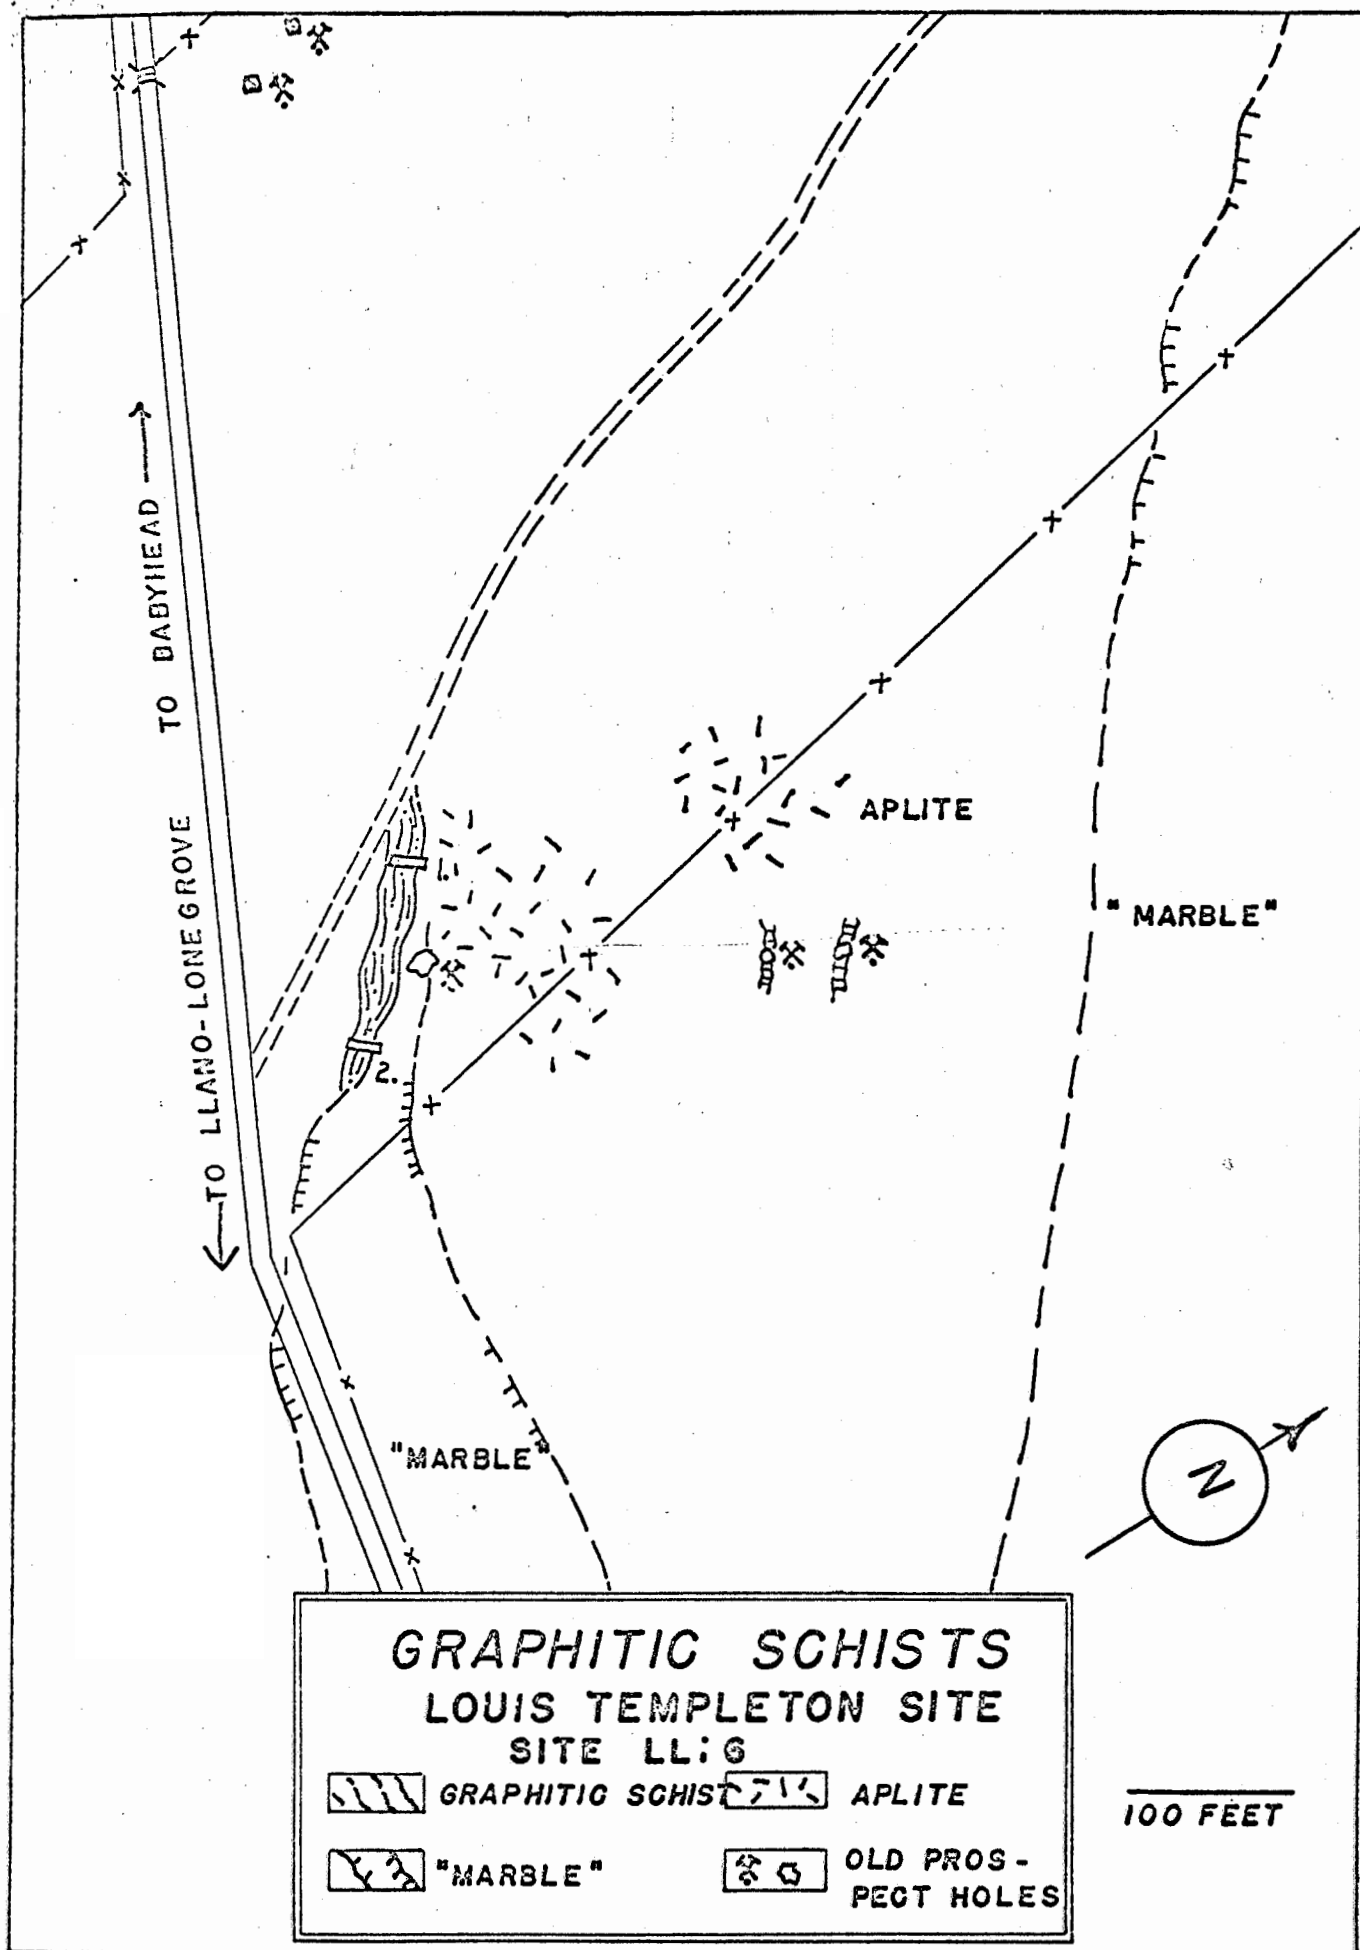 TO BABYHEAD
TO LLANO-LONEGROVE
APLITE
"MARBLE"
1.
2.
"MARBLE"
N
GRAPHITIC SCHISTS
LOUIS TEMPLETON SITE
SITE LL:6
GRAPHITIC SCHIST
APLITE
"MARBLE"
OLD PROS-
PECT HOLES
100 FEET